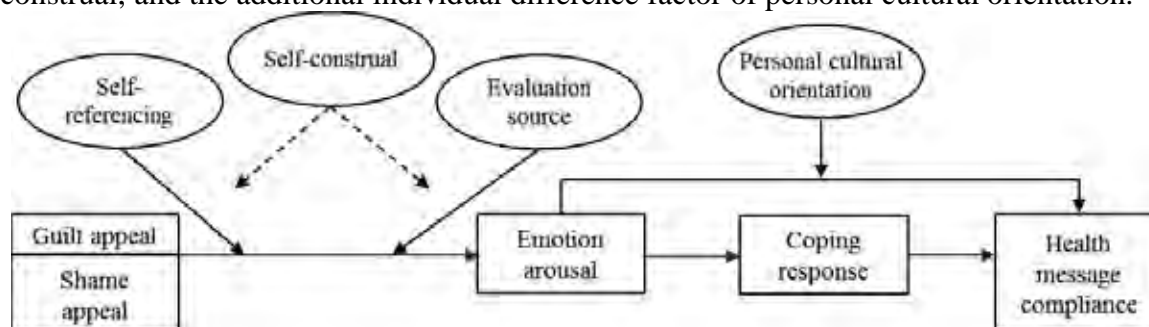 construal, and the additional individual difference factor of personal cultural orientation.
Self-construal
Personal cultural
orientation
Self-
referencing
Evaluation
source
Guilt appeal
Shame
appeal
Emotion
arousal
Coping
response
Health
message
compliance